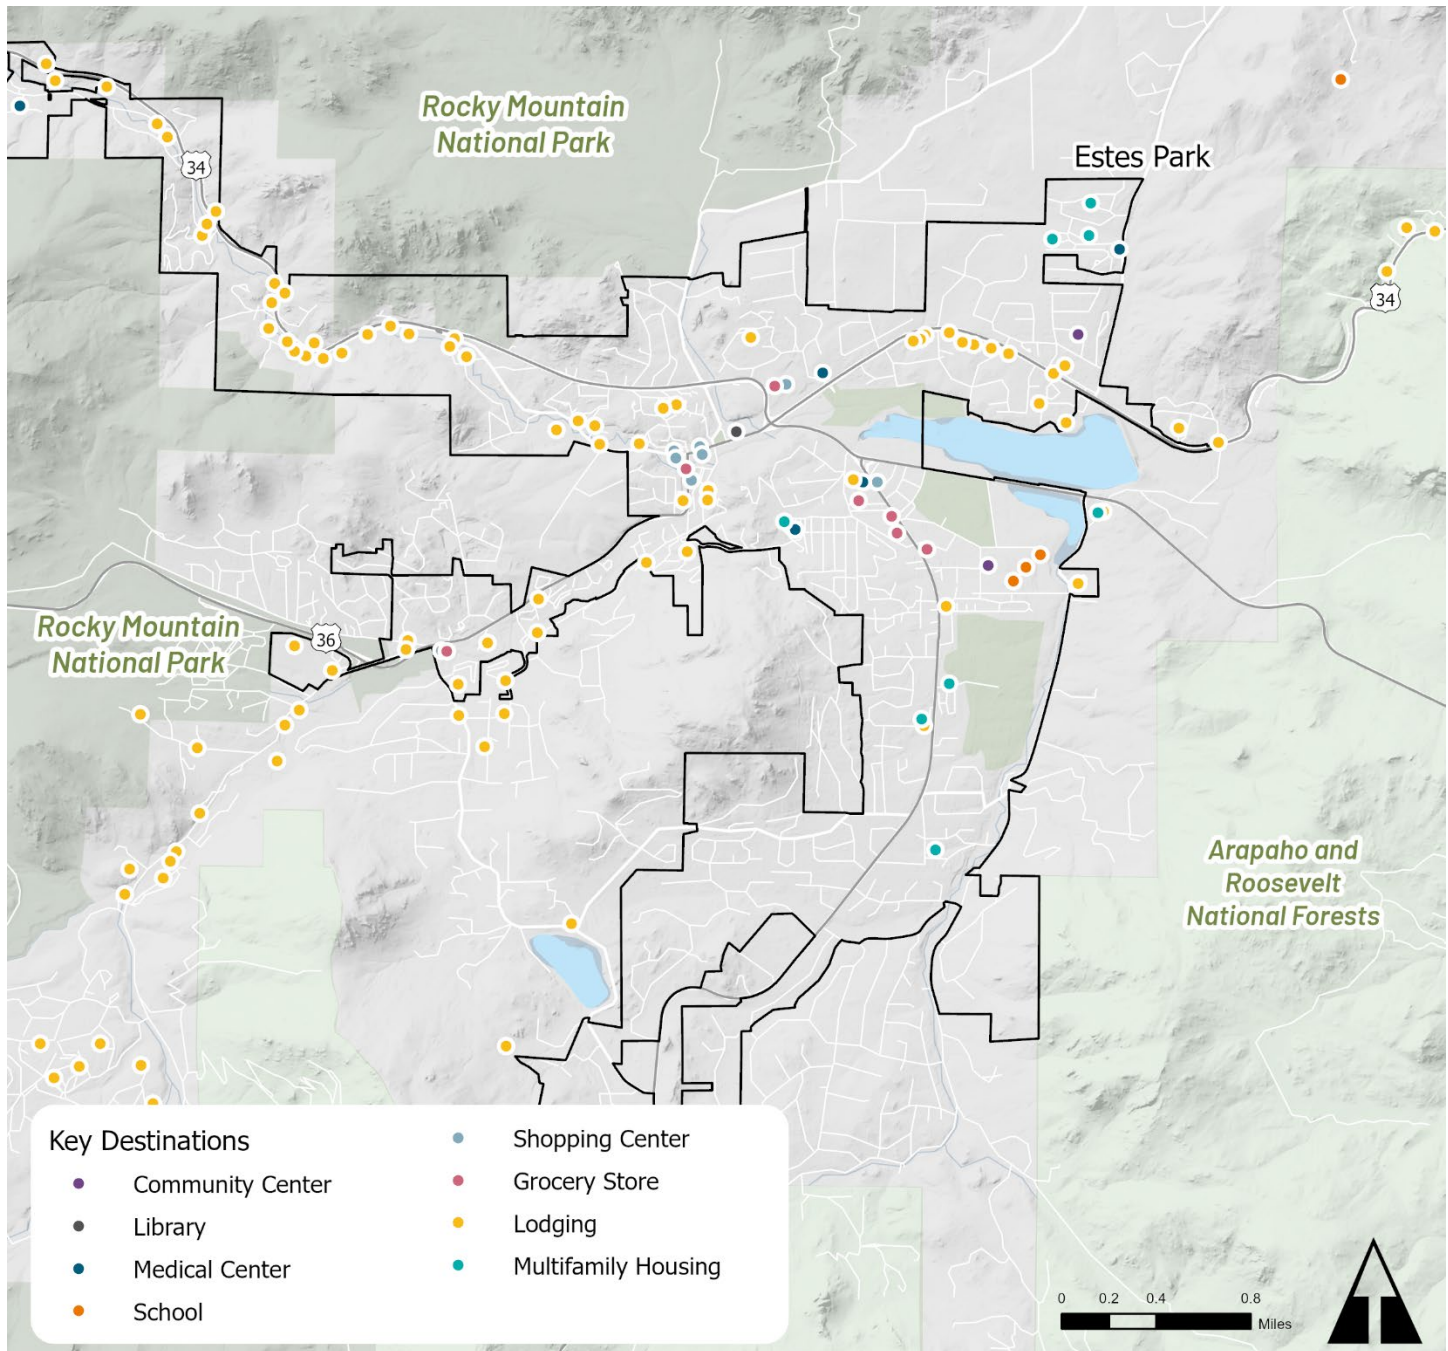 Rocky Mountain
National Park
34
Estes Park
34
Rocky Mountain
National Park
36
Arapaho and
Roosevelt
National Forests
Key Destinations
Community Center
Library
Medical Center
School
Shopping Center
Grocery Store
Lodging
Multifamily Housing
0 0.2 0.4 0.8
Miles